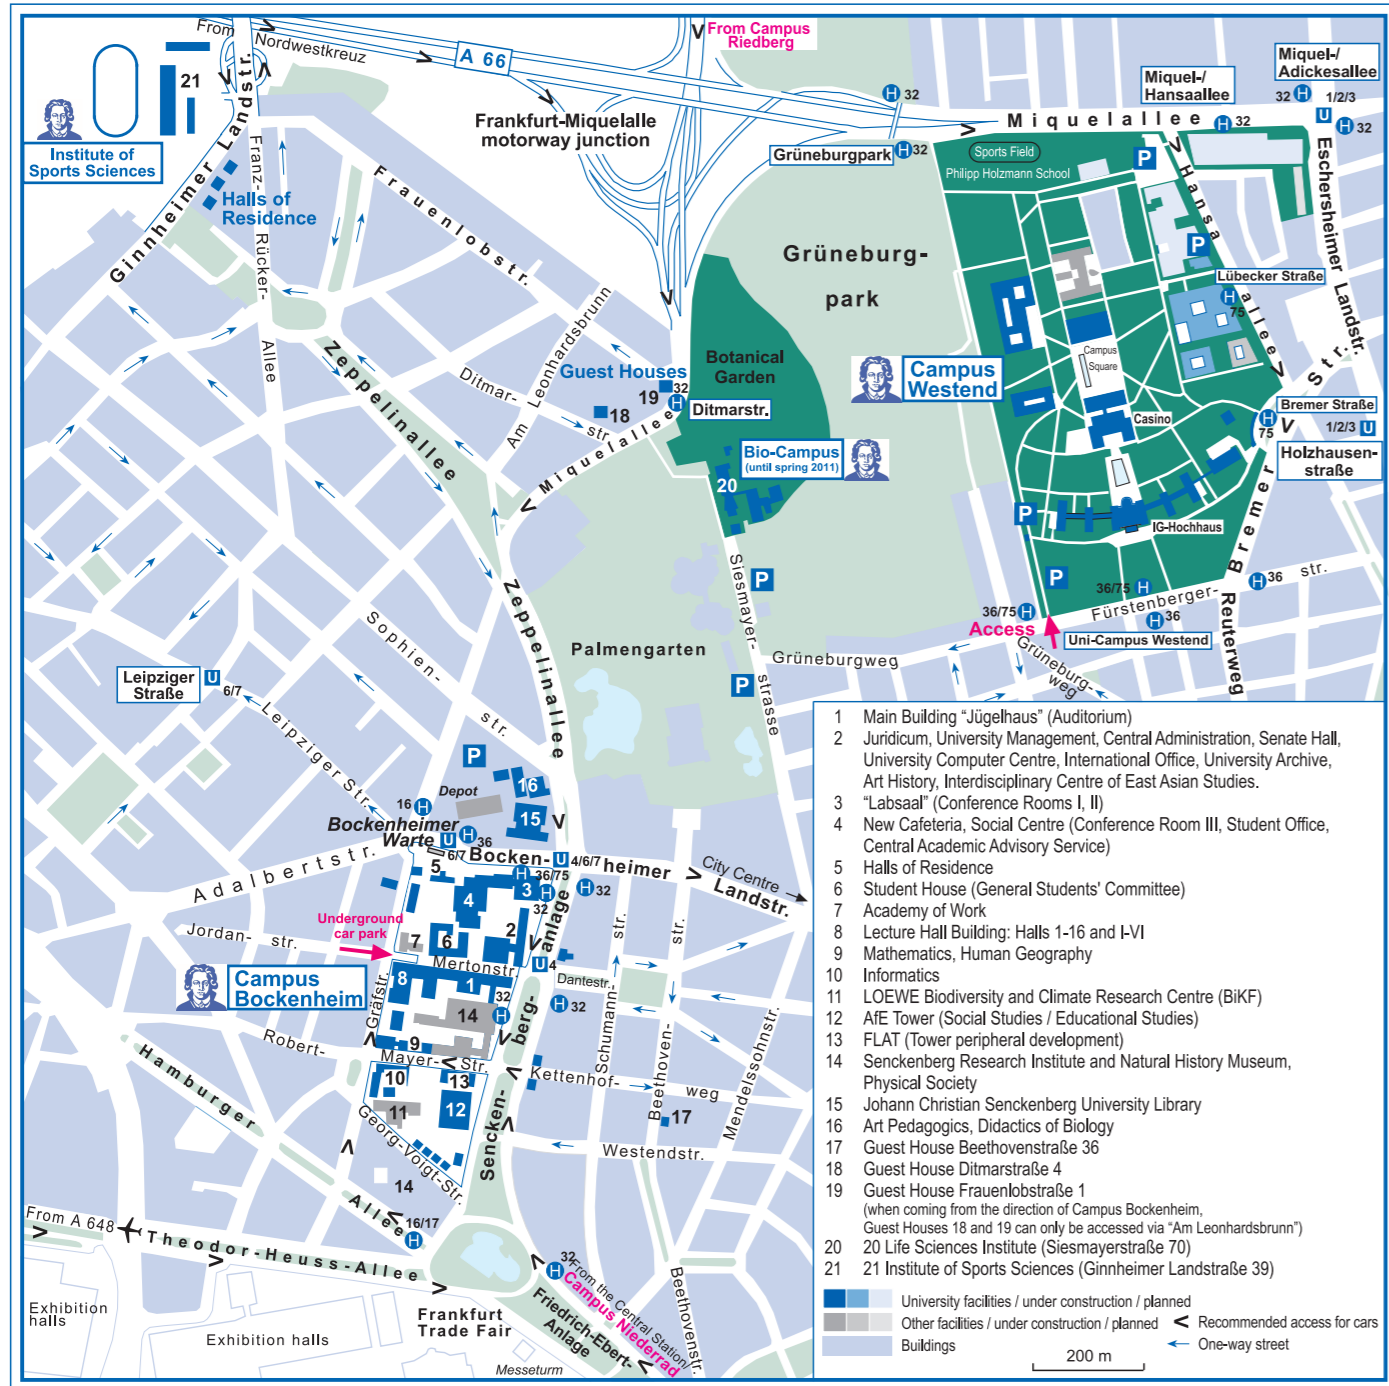 From
Nordwestkreuz
A 66
From Campus
Riedberg
Miquel-/
Adickesallee
Miquel-/
Hansaallee
32 H
1/2/3
U
H 32
H 32
21
Institute of
Sports Sciences
Ginnheimer Landstr.
Halls of
Residence
Franz-Rücker-Allee
Frankfurt-Miquelalle
motorway junction
Frauenlobstr.
H 32
Miquelallee
Grüneburgpark
H 32
Sports Field
Philipp Holzmann School
P
Hansaallee
Eschersheimer Landstr.
Grüneburg-
park
P
Lübecker Straße
H
75
Zeppelinallee
Am Leonhardsbrunn
Ditmar-
str.
Guest Houses
19
18
32
H
Ditmarstr.
Miquelallee
Botanical
Garden
Campus
Westend
Campus
Square
Casino
Str.
Bremer Straße
H
75
1/2/3 U
Holzhausen-
straße
Bio-Campus
(until spring 2011)
20
P
IG-Hochhaus
Bremer
P
36/75 H
H 36
str.
Fürstenberger-
36/75 H
H 36
Access
Uni-Campus Westend
Reuterweg
Grüneburgweg
Grüneburg-
weg
Siesmayer-
strasse
P
P
Palmengarten
Zeppelinallee
Sophien-
str.
Leipziger
Straße
U
6/7
Leipziger Str.
P
Depot
16
15
16 H
Bockenheimer
Warte
U
H
36
6/7
Bocken-
U 4/6/7
heimer
Landstr.
City Centre
Adalbertstr.
5
4
3
H
36/75
H
32
H 32
Underground
car park
Jordan- str.
7
6
2
Mertonstr.
anlage
U 4
Dantestr.
Campus
Bockenheim
Gräfstr.
8
1
14
32
H
H 32
9
Robert-
Mayer-
Str.
berg-
Schumann-
str.
Beethoven-
str.
Mendelssohnstr.
Kettenhof-
weg
10
13
11
12
17
Georg-Voigt-Str.
Sencken-
Westendstr.
Hamburger
Allee
14
16/17
H
From A 648
Theodor-Heuss-Allee
Exhibition
halls
Exhibition halls
Frankfurt
Trade Fair
Messeturm
32
H
From the Central Station/
Campus Niederrad
Friedrich-Ebert-
Anlage
Beethovenstr.
1 Main Building “Jügelhaus” (Auditorium)
2 Juridicum, University Management, Central Administration, Senate Hall,
University Computer Centre, International Office, University Archive,
Art History, Interdisciplinary Centre of East Asian Studies.
3 “Labsaal” (Conference Rooms I, II)
4 New Cafeteria, Social Centre (Conference Room III, Student Office,
Central Academic Advisory Service)
5 Halls of Residence
6 Student House (General Students' Committee)
7 Academy of Work
8 Lecture Hall Building: Halls 1-16 and I-VI
9 Mathematics, Human Geography
10 Informatics
11 LOEWE Biodiversity and Climate Research Centre (BiKF)
12 AfE Tower (Social Studies / Educational Studies)
13 FLAT (Tower peripheral development)
14 Senckenberg Research Institute and Natural History Museum,
Physical Society
15 Johann Christian Senckenberg University Library
16 Art Pedagogics, Didactics of Biology
17 Guest House Beethovenstraße 36
18 Guest House Ditmarstraße 4
19 Guest House Frauenlobstraße 1
(when coming from the direction of Campus Bockenheim,
Guest Houses 18 and 19 can only be accessed via “Am Leonhardsbrunn”)
20 20 Life Sciences Institute (Siesmayerstraße 70)
21 21 Institute of Sports Sciences (Ginnheimer Landstraße 39)
University facilities / under construction / planned
Other facilities / under construction / planned
Recommended access for cars
Buildings
One-way street
200 m